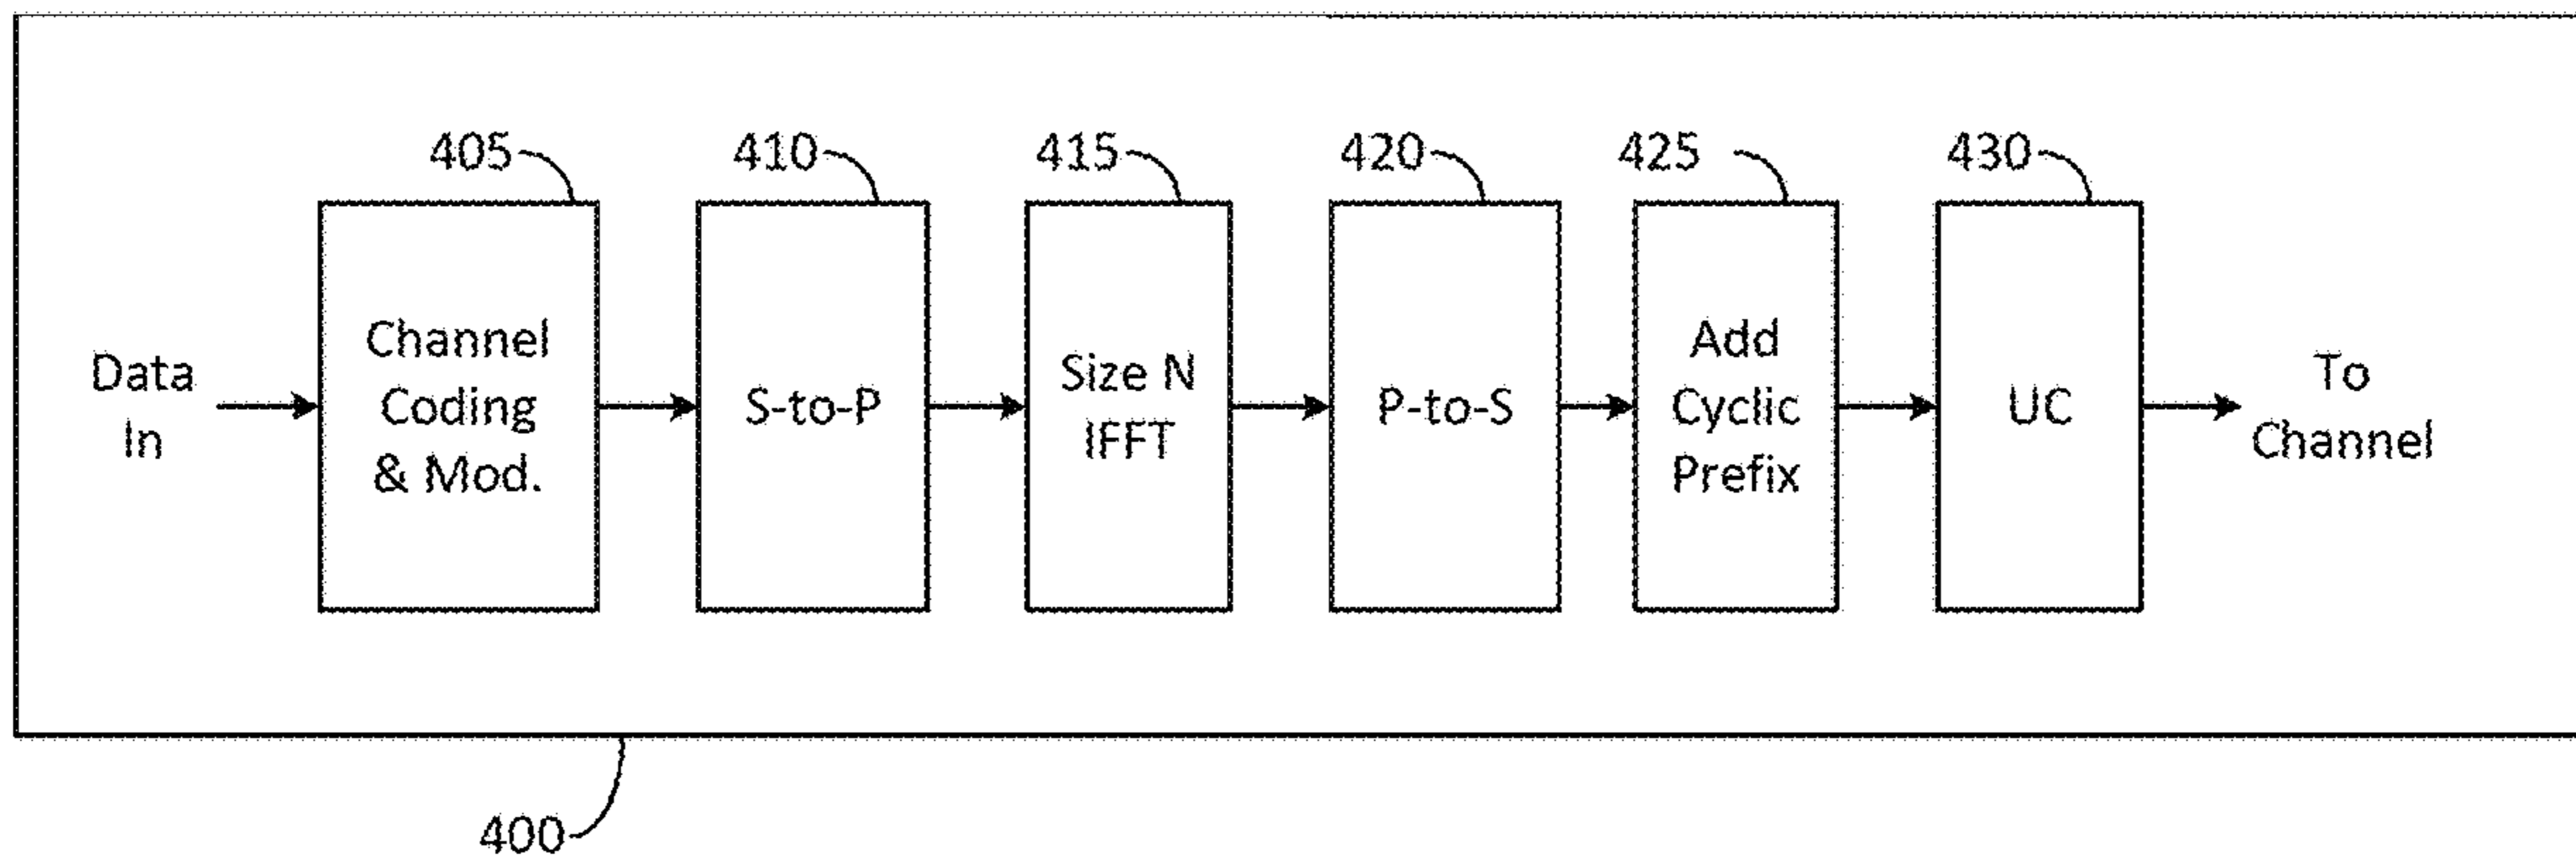 405
410
415
420
425
430
Data
In
Channel
Coding
& Mod.
S-to-P
Size N
IFFT
P-to-S
Add
Cyclic
Prefix
UC
To
Channel
400